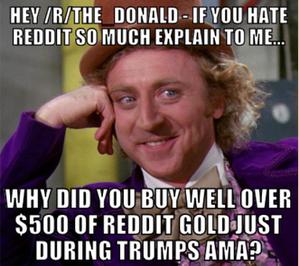 HEY /R/THE_DONALD - IF YOU HATE
REDDIT SO MUCH EXPLAIN TO ME...
WHY DID YOU BUY WELL OVER
$500 OF REDDIT GOLD JUST
DURING TRUMPS AMA?